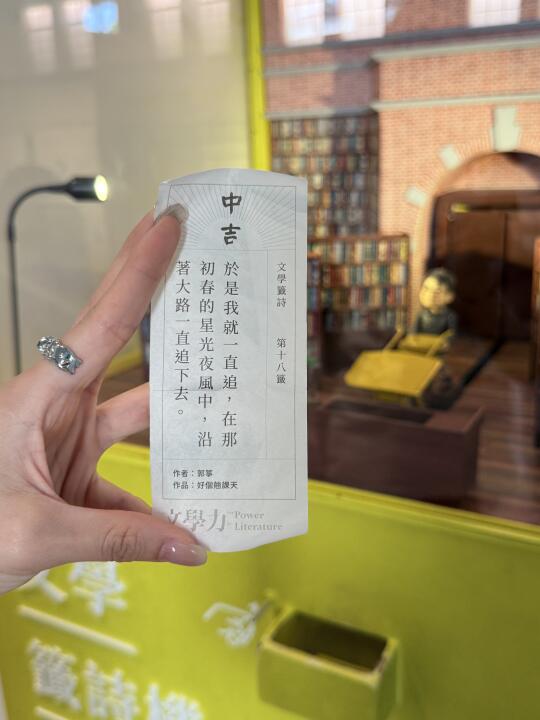 中吉
文學籤詩 第十八籤
於是我就一直追，在那
初春的星光夜風中，沿
著大路一直追下去。
作者：郭箏
作品：好個翹課天
文學力 Power
Literature
文學
籤詩機